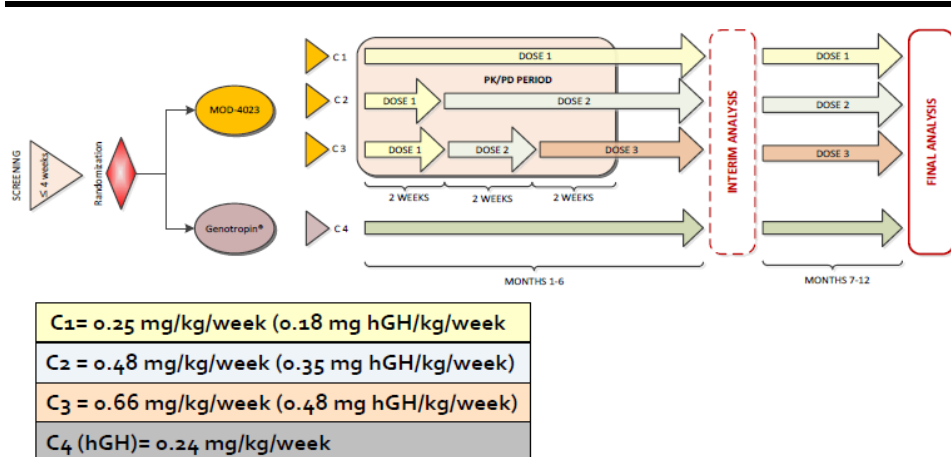 SCREENING
≤ 4 weeks
Randomization
MOD-4023
Genotropin®
C 1
DOSE 1
PK/PD PERIOD
C 2
DOSE 1
DOSE 2
C 3
DOSE 1
DOSE 2
DOSE 3
2 WEEKS
2 WEEKS
2 WEEKS
C 4
MONTHS 1-6
INTERIM ANALYSIS
DOSE 1
DOSE 2
DOSE 3
MONTHS 7-12
FINAL ANALYSIS
C1= 0.25 mg/kg/week (0.18 mg hGH/kg/week
C2 = 0.48 mg/kg/week (0.35 mg hGH/kg/week)
C3 = 0.66 mg/kg/week (0.48 mg hGH/kg/week)
C4 (hGH)= 0.24 mg/kg/week